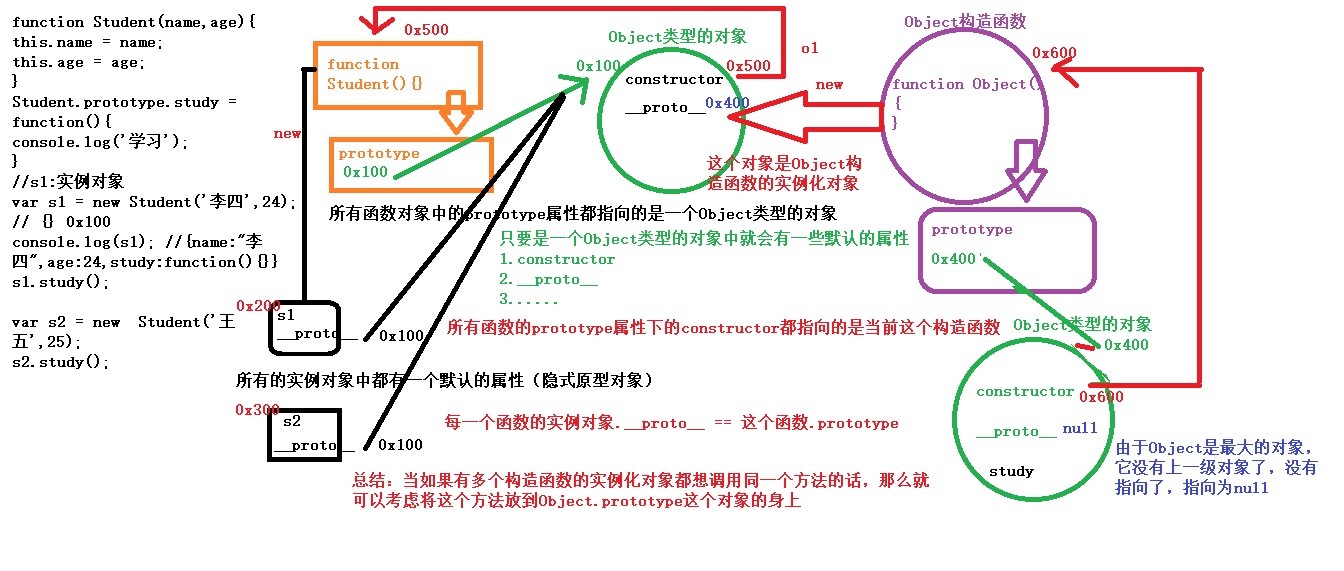 function Student(name,age){
this.name = name;
this.age = age;
}
Student.prototype.study =
function(){
console.log('学习');
}
//s1:实例对象
var s1 = new Student('李四',24);
// {} 0x100
console.log(s1); //{name:"李
四",age:24,study:function(){}}
s1.study();
var s2 = new  Student('王
五',25);
s2.study();
0x500
function
Student(){}
new
prototype
0x100
Object类型的对象
0x100
constructor
0x500
__proto__
0x400
o1
new
这个对象是Object构
造函数的实例化对象
Object构造函数
0x600
function Object()
{
}
prototype
0x400
所有函数对象中的prototype属性都指向的是一个Object类型的对象
只要是一个Object类型的对象中就会有一些默认的属性
1.constructor
2.__proto__
3......
0x200
s1
__proto__
0x100
所有函数的prototype属性下的constructor都指向的是当前这个构造函数
所有的实例对象中都有一个默认的属性（隐式原型对象）
0x300
s2
__proto__
0x100
每一个函数的实例对象.__proto__ == 这个函数.prototype
总结：当如果有多个构造函数的实例化对象都想调用同一个方法的话，那么就
可以考虑将这个方法放到Object.prototype这个对象的身上
Object类型的对象
0x400
constructor
0x600
__proto__ null
study
由于Object是最大的对象，
它没有上一级对象了，没有
指向了，指向为null